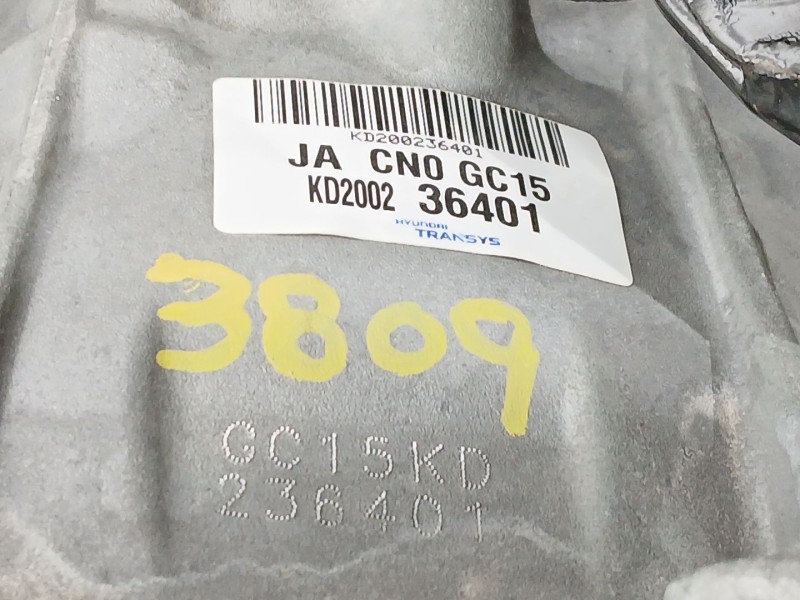 KD200236401
JA CN0 GC15
KD2002 36401
HYUNDAI
TRANSYS
3809
GC15KD
236401